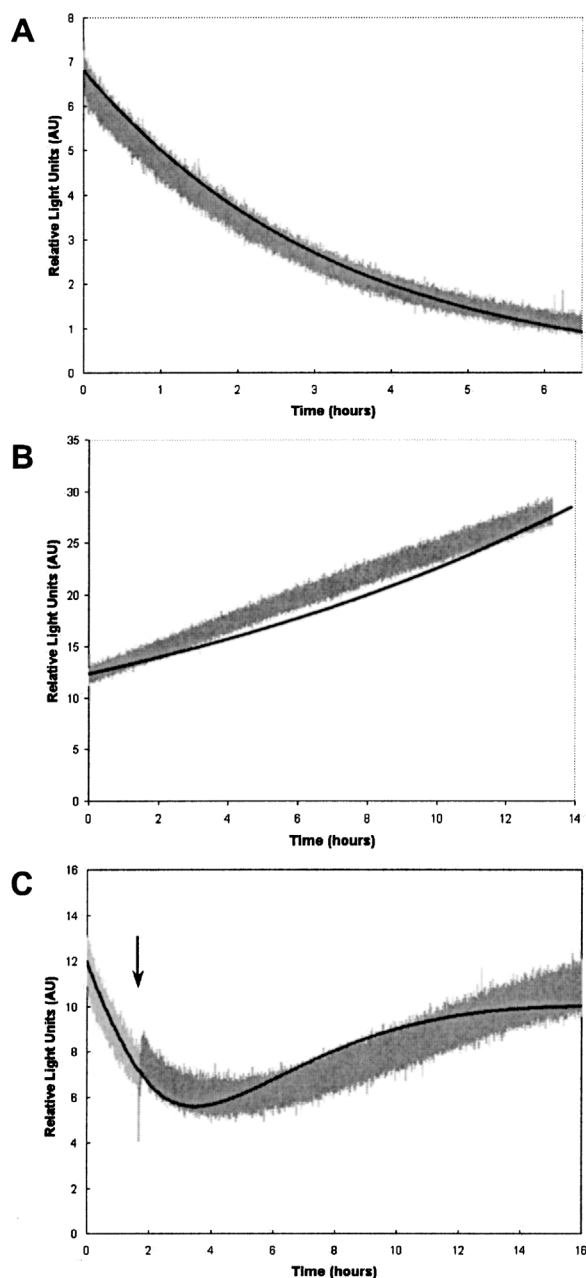 A
Relative Light Units (AU)
8
7
6
5
4
3
2
1
0
0 1 2 3 4 5 6
Time (hours)
B
Relative Light Units (AU)
35
30
25
20
15
10
5
0
0 2 4 6 8 10 12 14
Time (hours)
C
Relative Light Units (AU)
16
14
12
10
8
6
4
2
0
0 2 4 6 8 10 12 14 16
Time (hours)